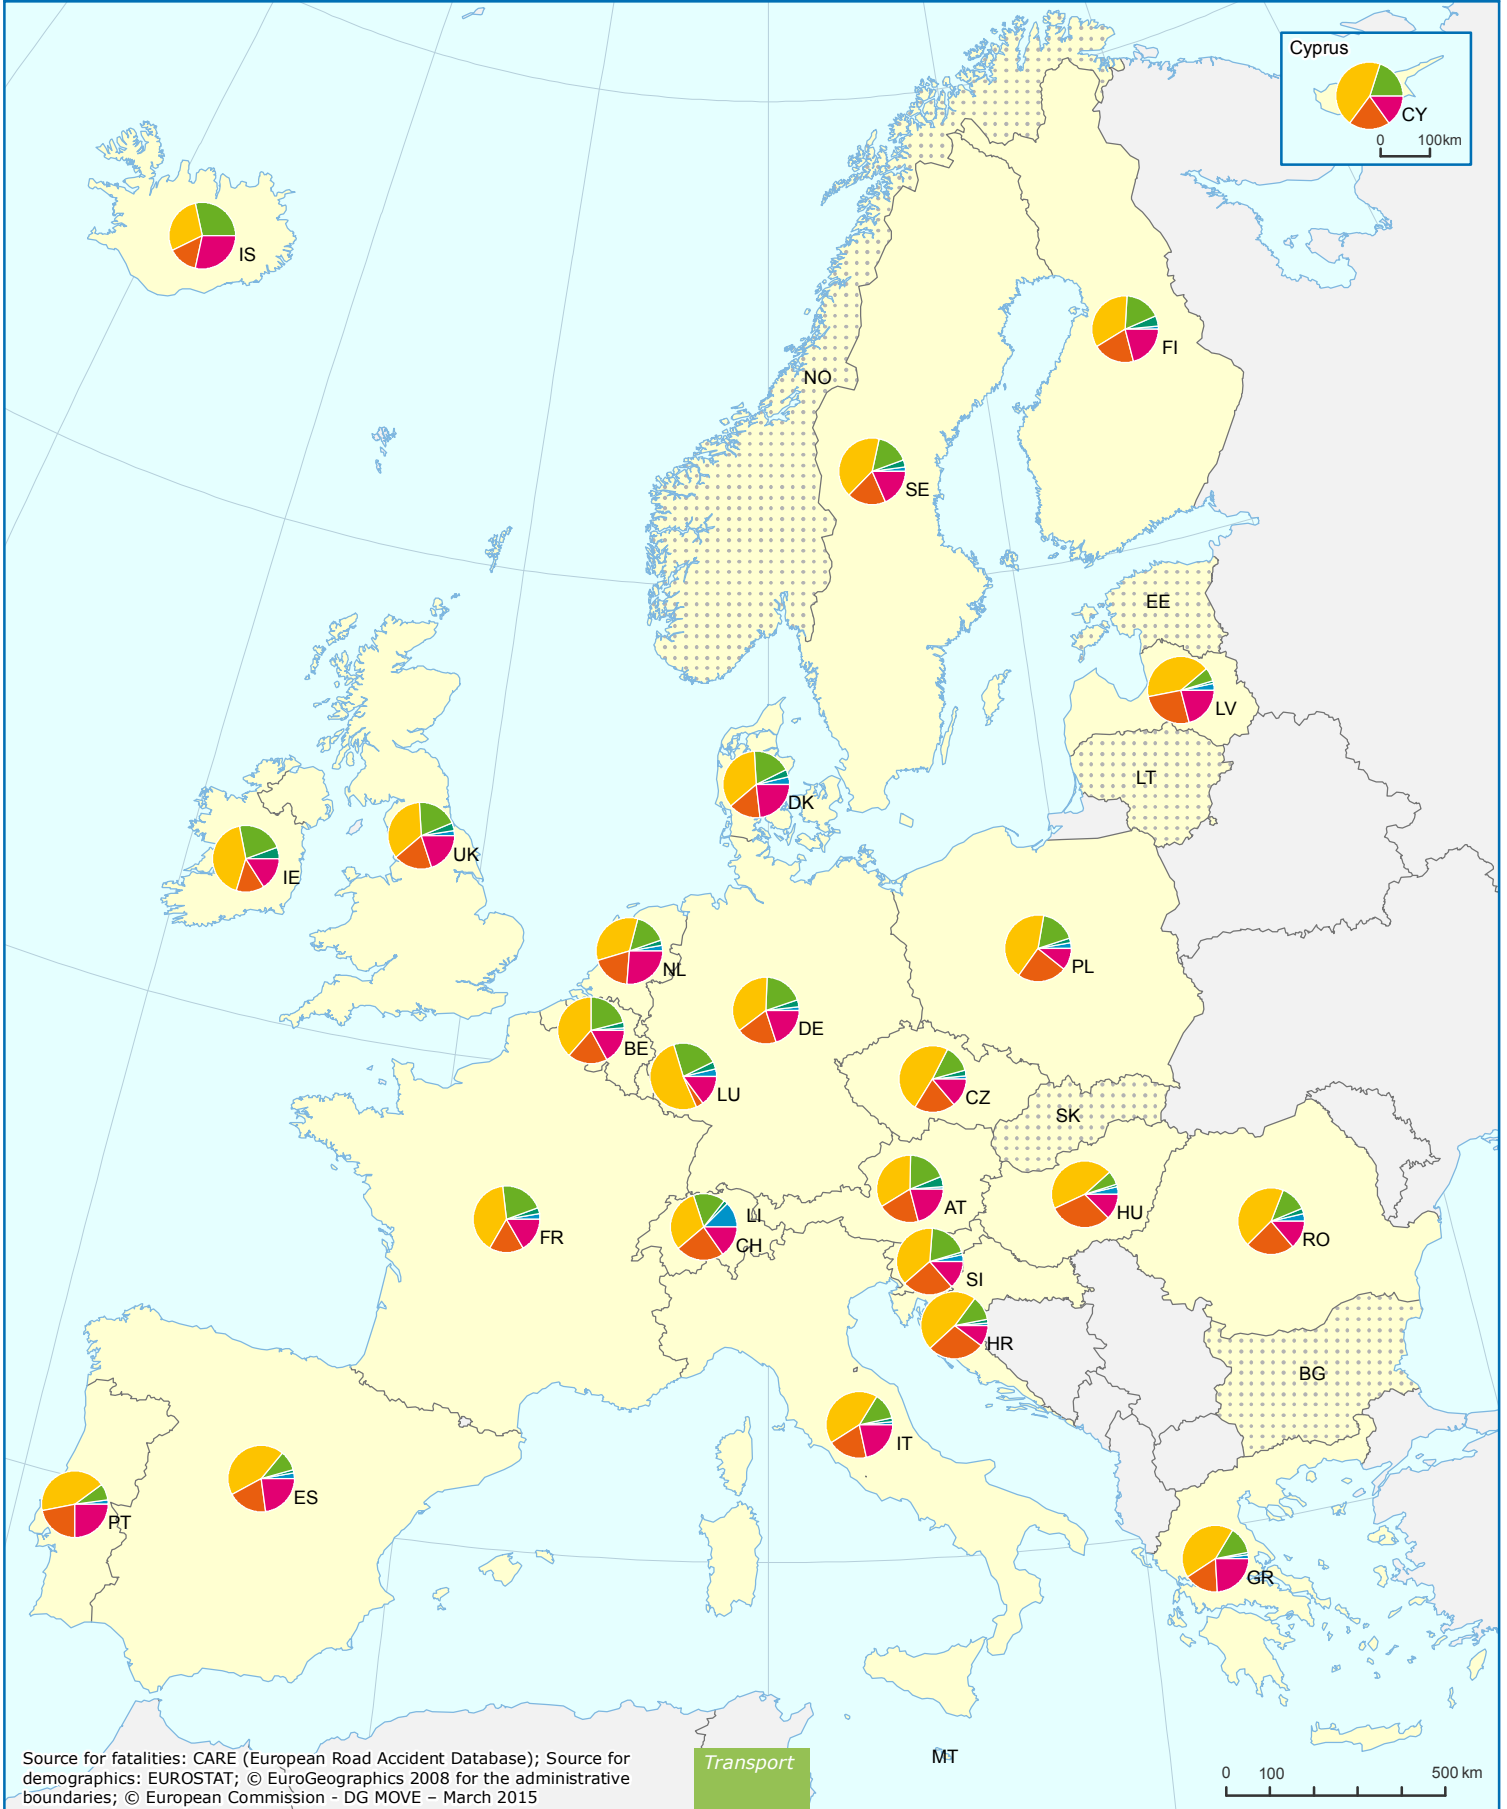 Cyprus
CY
0 100km
IS
FI
NO
SE
EE
LV
LT
DK
UK
IE
NL
PL
DE
BE
LU
CZ
SK
AT
HU
LI
CH
FR
RO
SI
HR
BG
IT
ES
PT
GR
MT
Source for fatalities: CARE (European Road Accident Database); Source for
demographics: EUROSTAT; © EuroGeographics 2008 for the administrative
boundaries; © European Commission - DG MOVE – March 2015
Transport
0 100 500 km